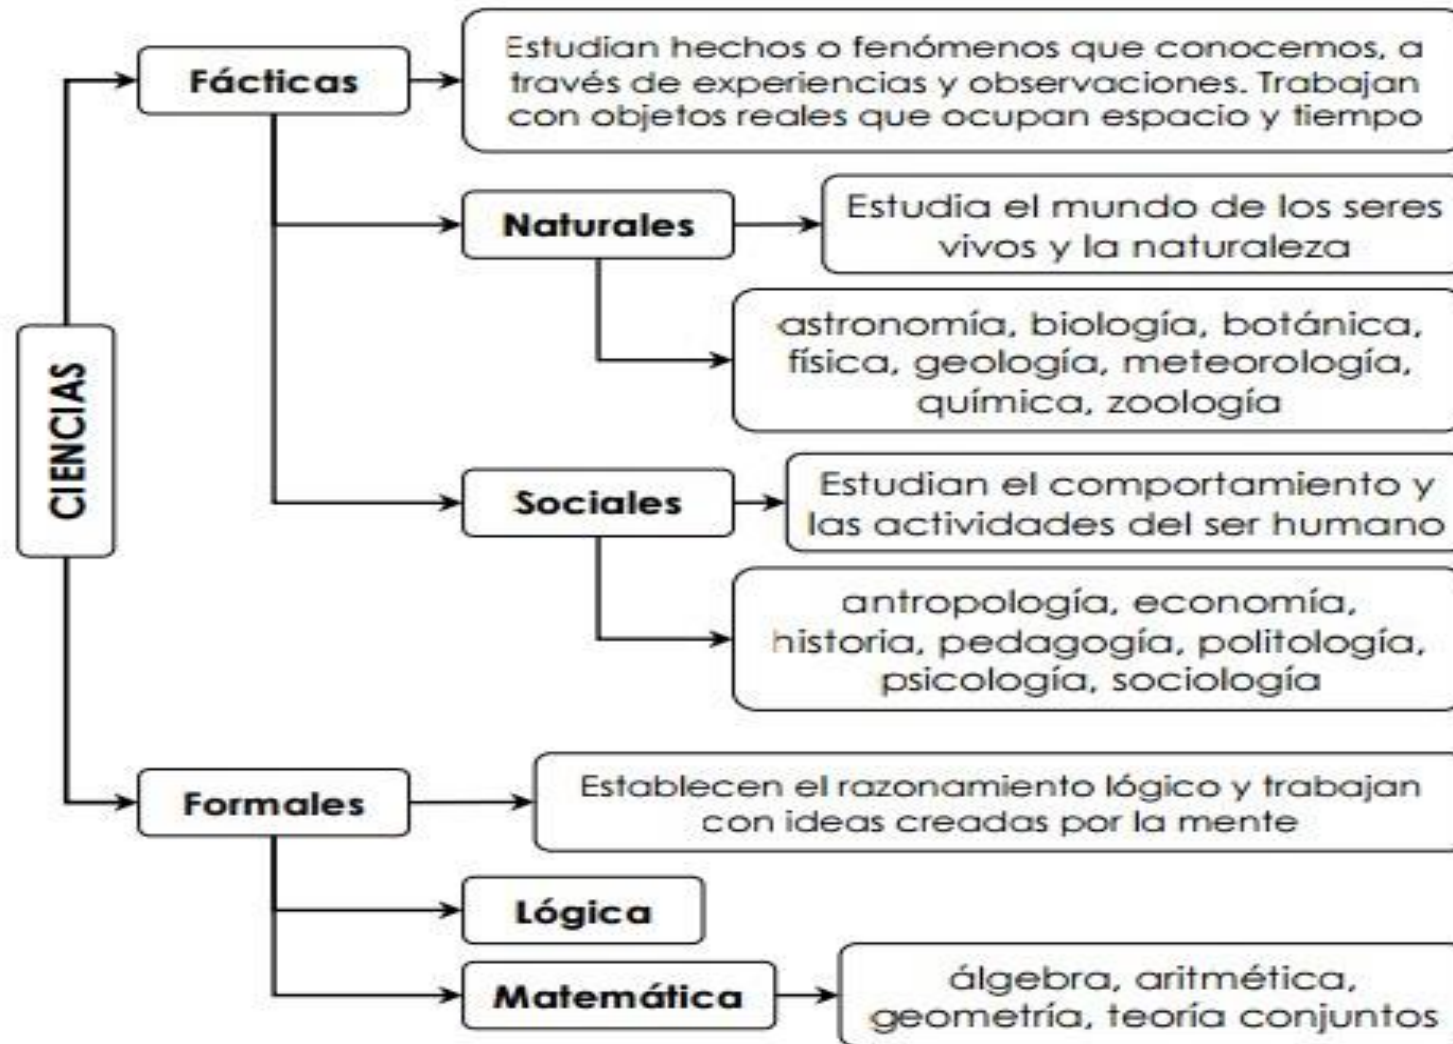 CIENCIAS
Fácticas
Estudian hechos o fenómenos que conocemos, a
través de experiencias y observaciones. Trabajan
con objetos reales que ocupan espacio y tiempo
Naturales
Estudia el mundo de los seres
vivos y la naturaleza
astronomía, biología, botánica,
física, geología, meteorología,
química, zoología
Sociales
Estudian el comportamiento y
las actividades del ser humano
antropología, economía,
historia, pedagogía, politología,
psicología, sociología
Formales
Establecen el razonamiento lógico y trabajan
con ideas creadas por la mente
Lógica
Matemática
álgebra, aritmética,
geometría, teoría conjuntos